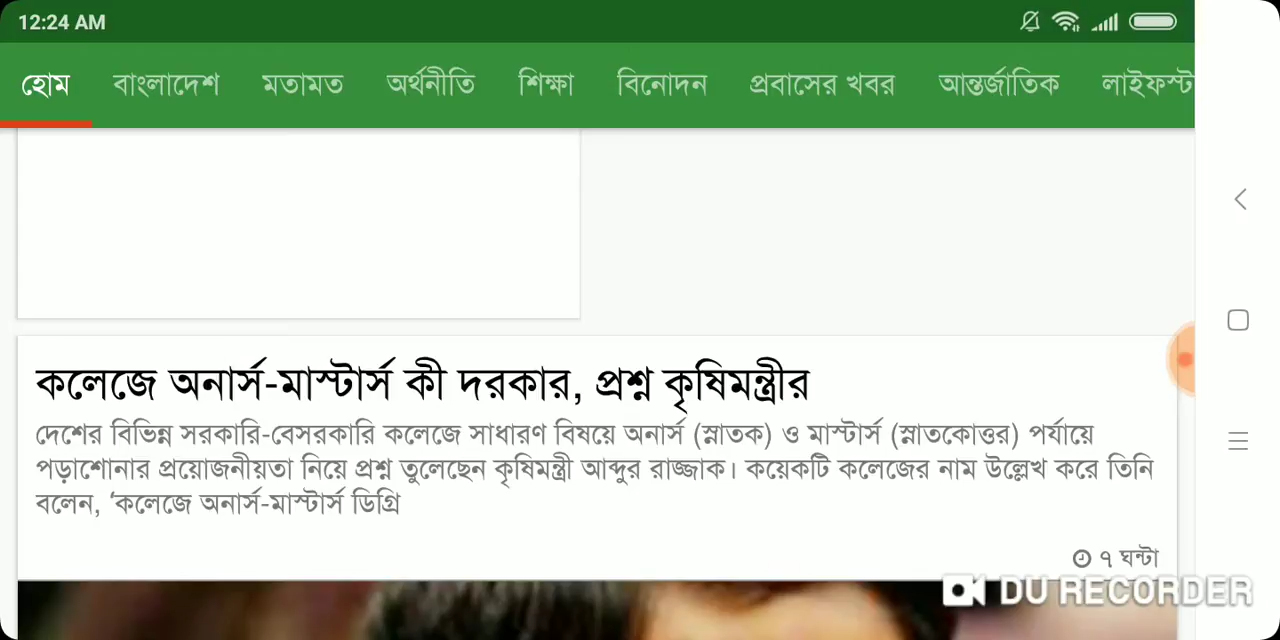 12:24 AM
হোম বাংলাদেশ মতামত অর্থনীতি শিক্ষা বিনোদন প্রবাসের খবর আন্তর্জাতিক লাইফস্ট
কলেজে অনার্স-মাস্টার্স কী দরকার, প্রশ্ন কৃষিমন্ত্রীর
দেশের বিভিন্ন সরকারি-বেসরকারি কলেজে সাধারণ বিষয়ে অনার্স (স্নাতক) ও মাস্টার্স (স্নাতকোত্তর) পর্যায়ে
পড়াশোনার প্রয়োজনীয়তা নিয়ে প্রশ্ন তুলেছেন কৃষিমন্ত্রী আব্দুর রাজ্জাক। কয়েকটি কলেজের নাম উল্লেখ করে তিনি
বলেন, ‘কলেজে অনার্স-মাস্টার্স ডিগ্রি
৭ ঘন্টা
DU RECORDER